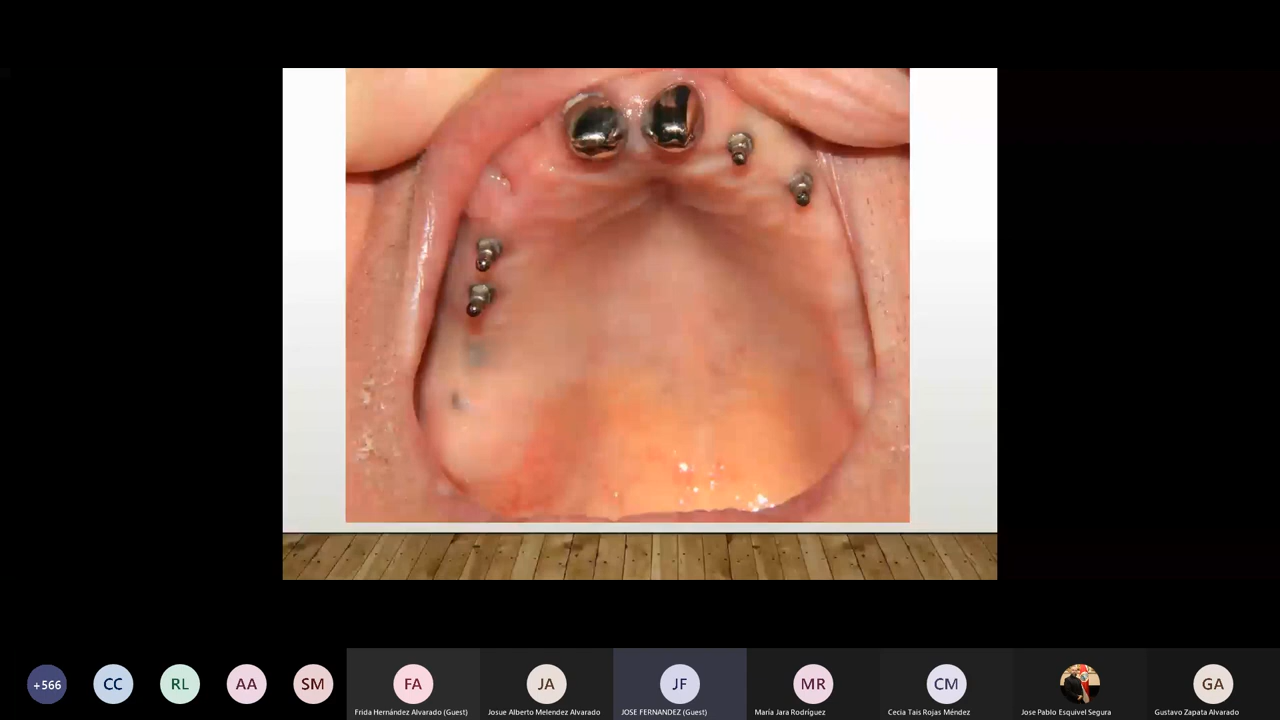 +566
CC
RL
AA
SM
FA
JA
JF
MR
CM
GA
Frida Hernández Alvarado (Guest)
Josue Alberto Melendez Alvarado
JOSE FERNANDEZ (Guest)
María Jara Rodríguez
Cecia Tais Rojas Méndez
Jose Pablo Esquivel Segura
Gustavo Zapata Alvarado